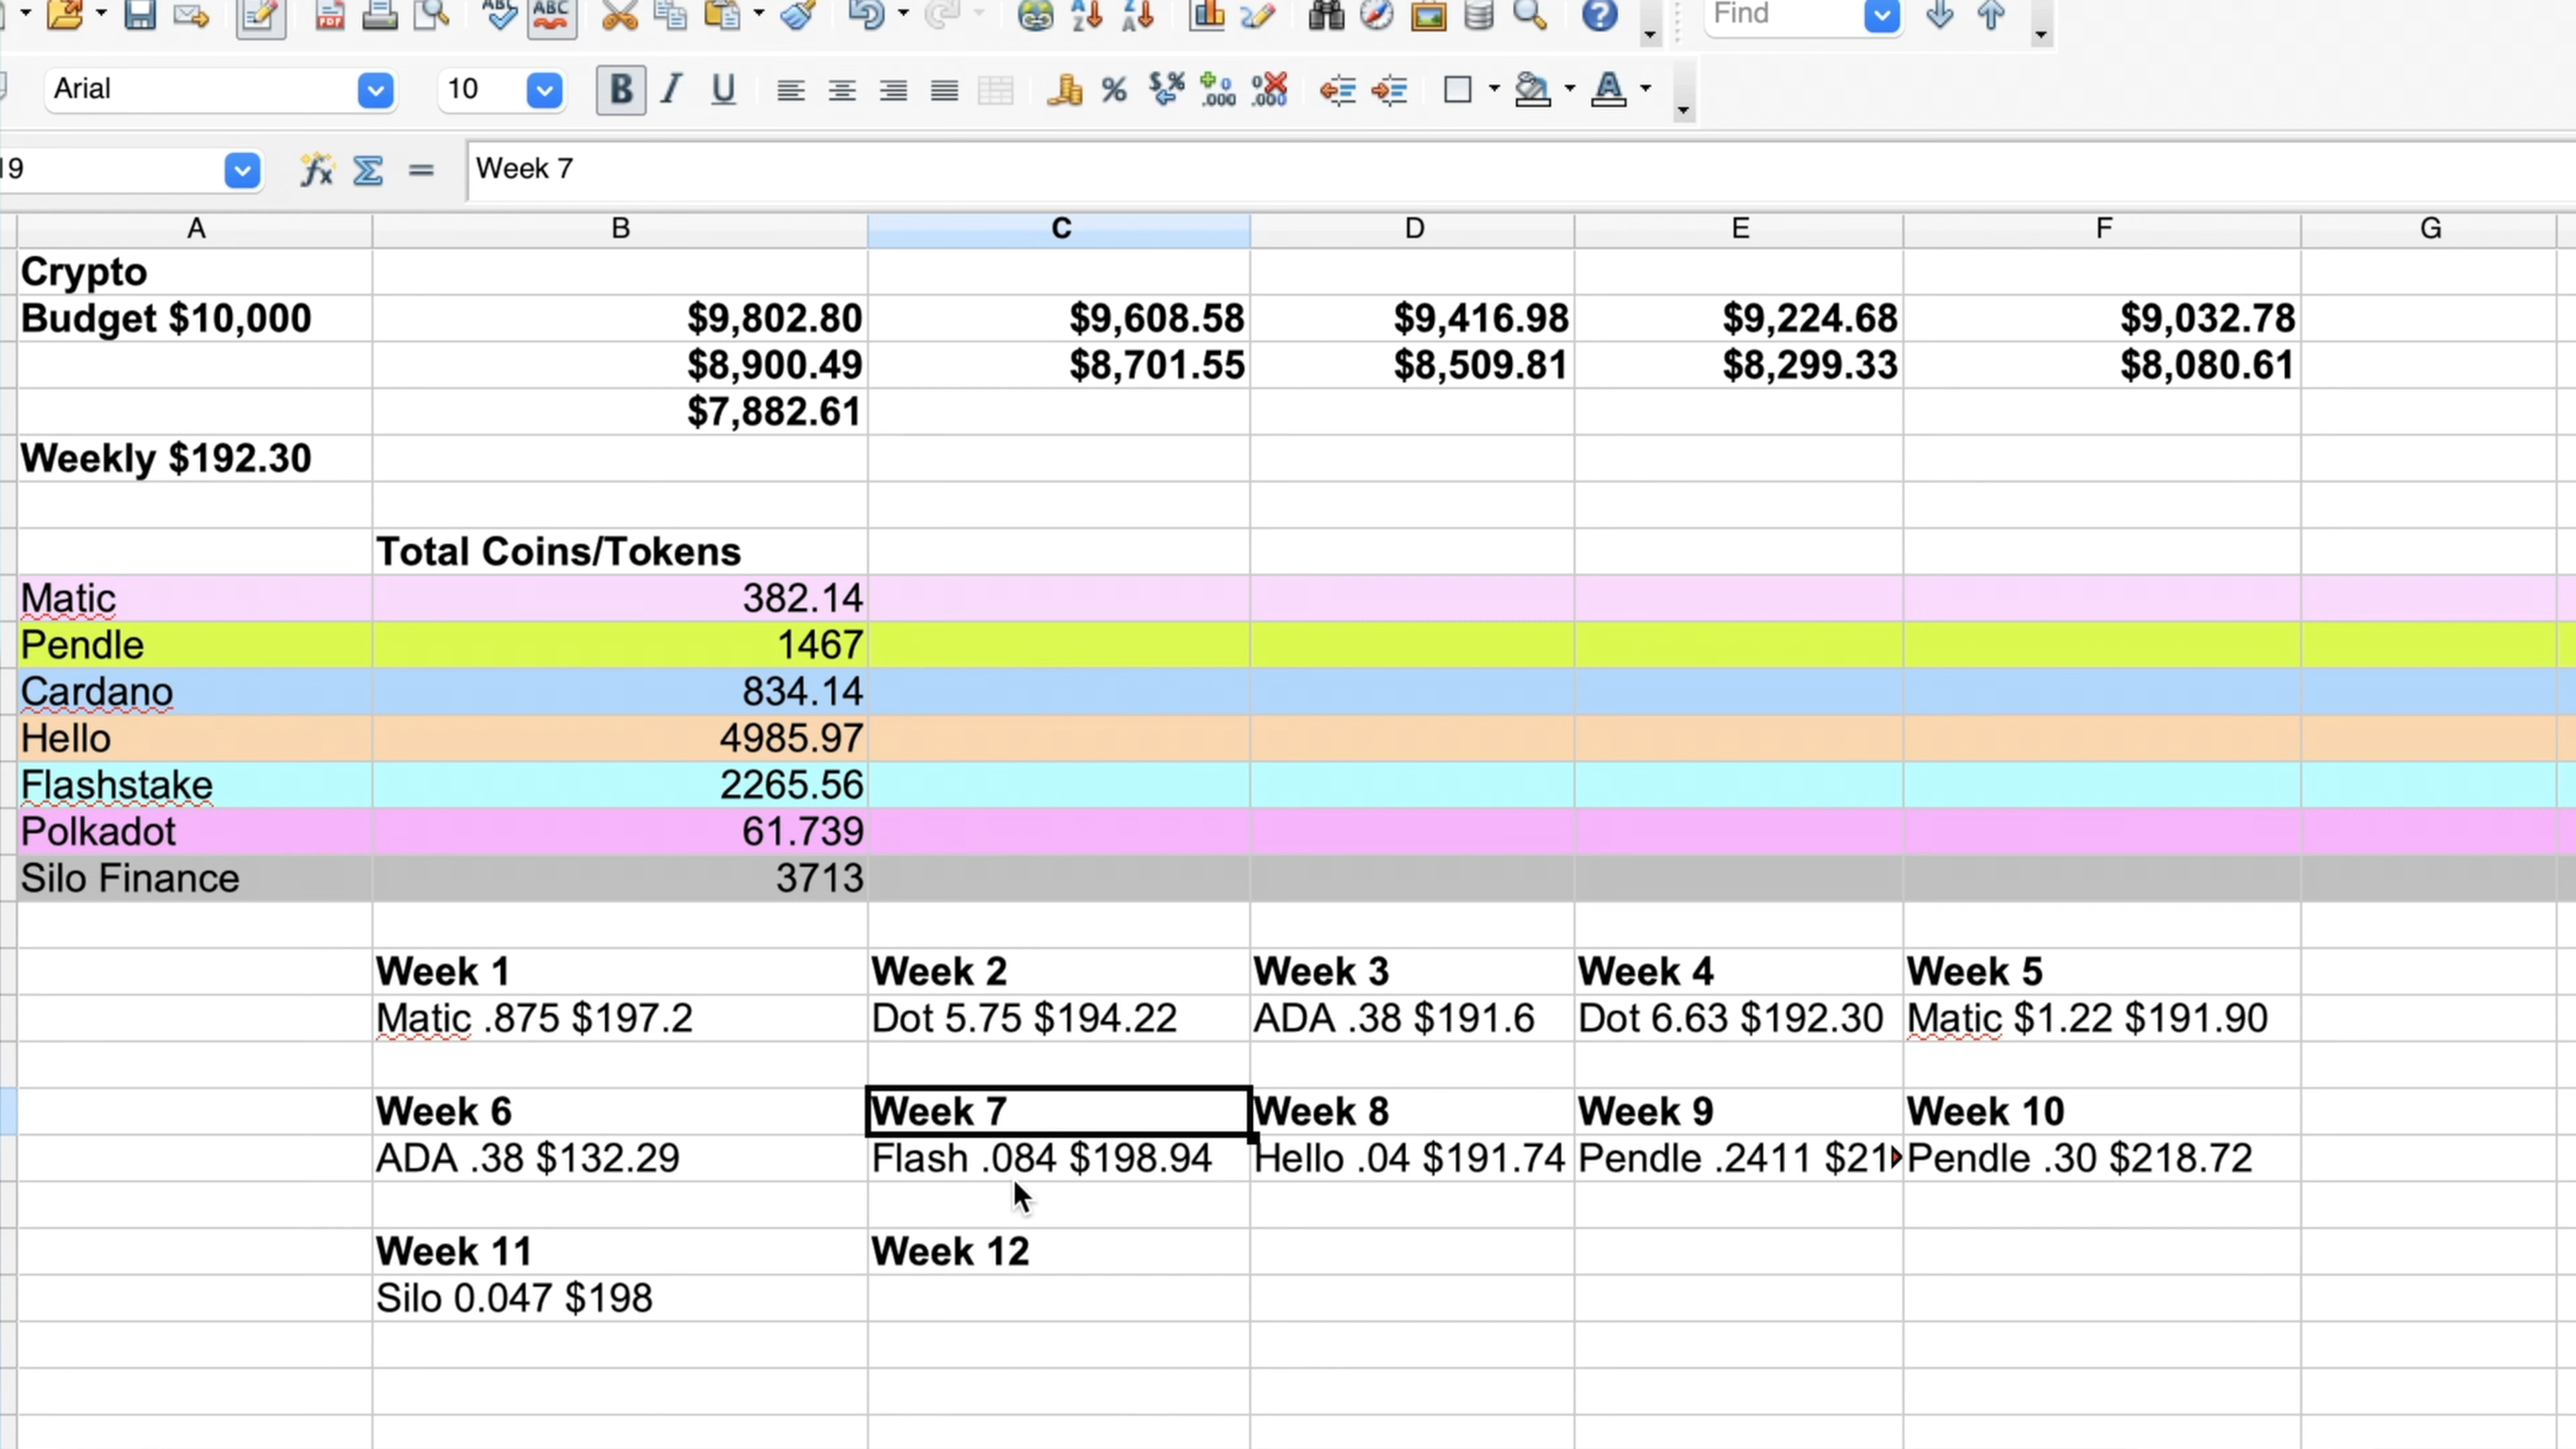 Find
Arial 10 B I U
19 Week 7
A B C D E F G
Crypto
Budget $10,000 $9,802.80 $9,608.58 $9,416.98 $9,224.68 $9,032.78
$8,900.49 $8,701.55 $8,509.81 $8,299.33 $8,080.61
$7,882.61
Weekly $192.30
Total Coins/Tokens
Matic 382.14
Pendle 1467
Cardano 834.14
Hello 4985.97
Flashstake 2265.56
Polkadot 61.739
Silo Finance 3713
Week 1 Week 2 Week 3 Week 4 Week 5
Matic .875 $197.2 Dot 5.75 $194.22 ADA .38 $191.6 Dot 6.63 $192.30 Matic $1.22 $191.90
Week 6 Week 7 Week 8 Week 9 Week 10
ADA .38 $132.29 Flash .084 $198.94 Hello .04 $191.74 Pendle .2411 $21 Pendle .30 $218.72
Week 11 Week 12
Silo 0.047 $198